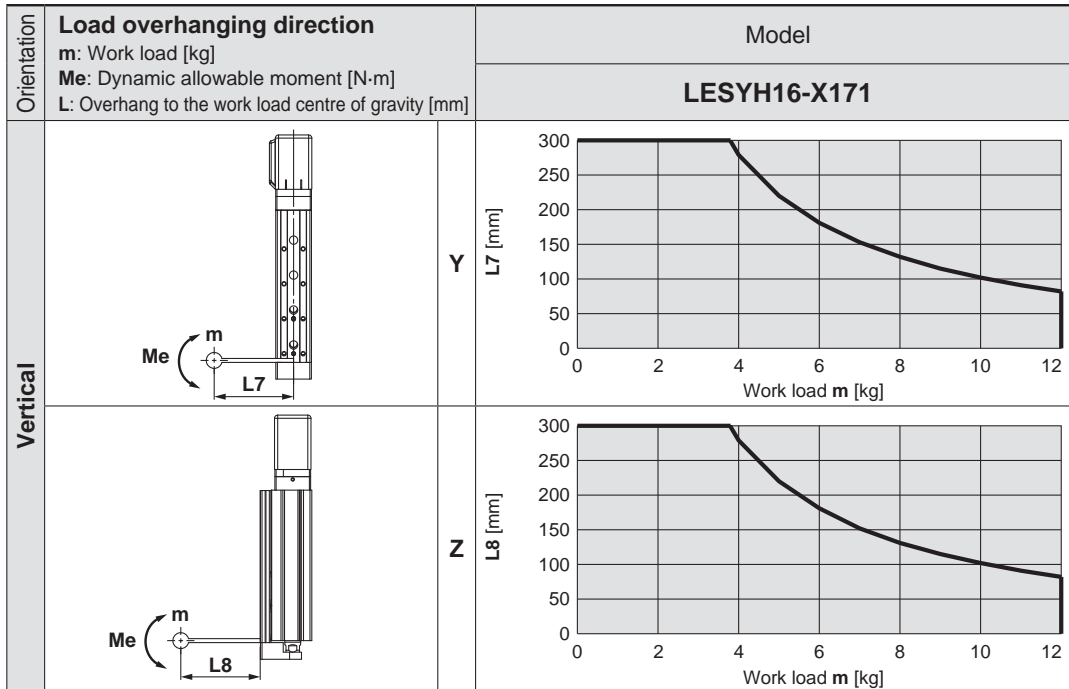 Orientation
Load overhanging direction
m: Work load [kg]
Me: Dynamic allowable moment [N·m]
L: Overhang to the work load centre of gravity [mm]
Model
LESYH16-X171
Vertical
m
Me
L7
Y
L7 [mm]
300
250
200
150
100
50
0
0 2 4 6 8 10 12
Work load m [kg]
m
Me
L8
Z
L8 [mm]
300
250
200
150
100
50
0
0 2 4 6 8 10 12
Work load m [kg]